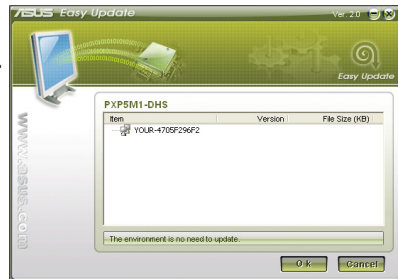 ASUS Easy Update
Ver. 2.0
Easy Update
PXP5M1-DHS
Item Version File Size (KB)
YOUR-4705F296F2
The environment is no need to update.
Ok Cancel
www.asus.com